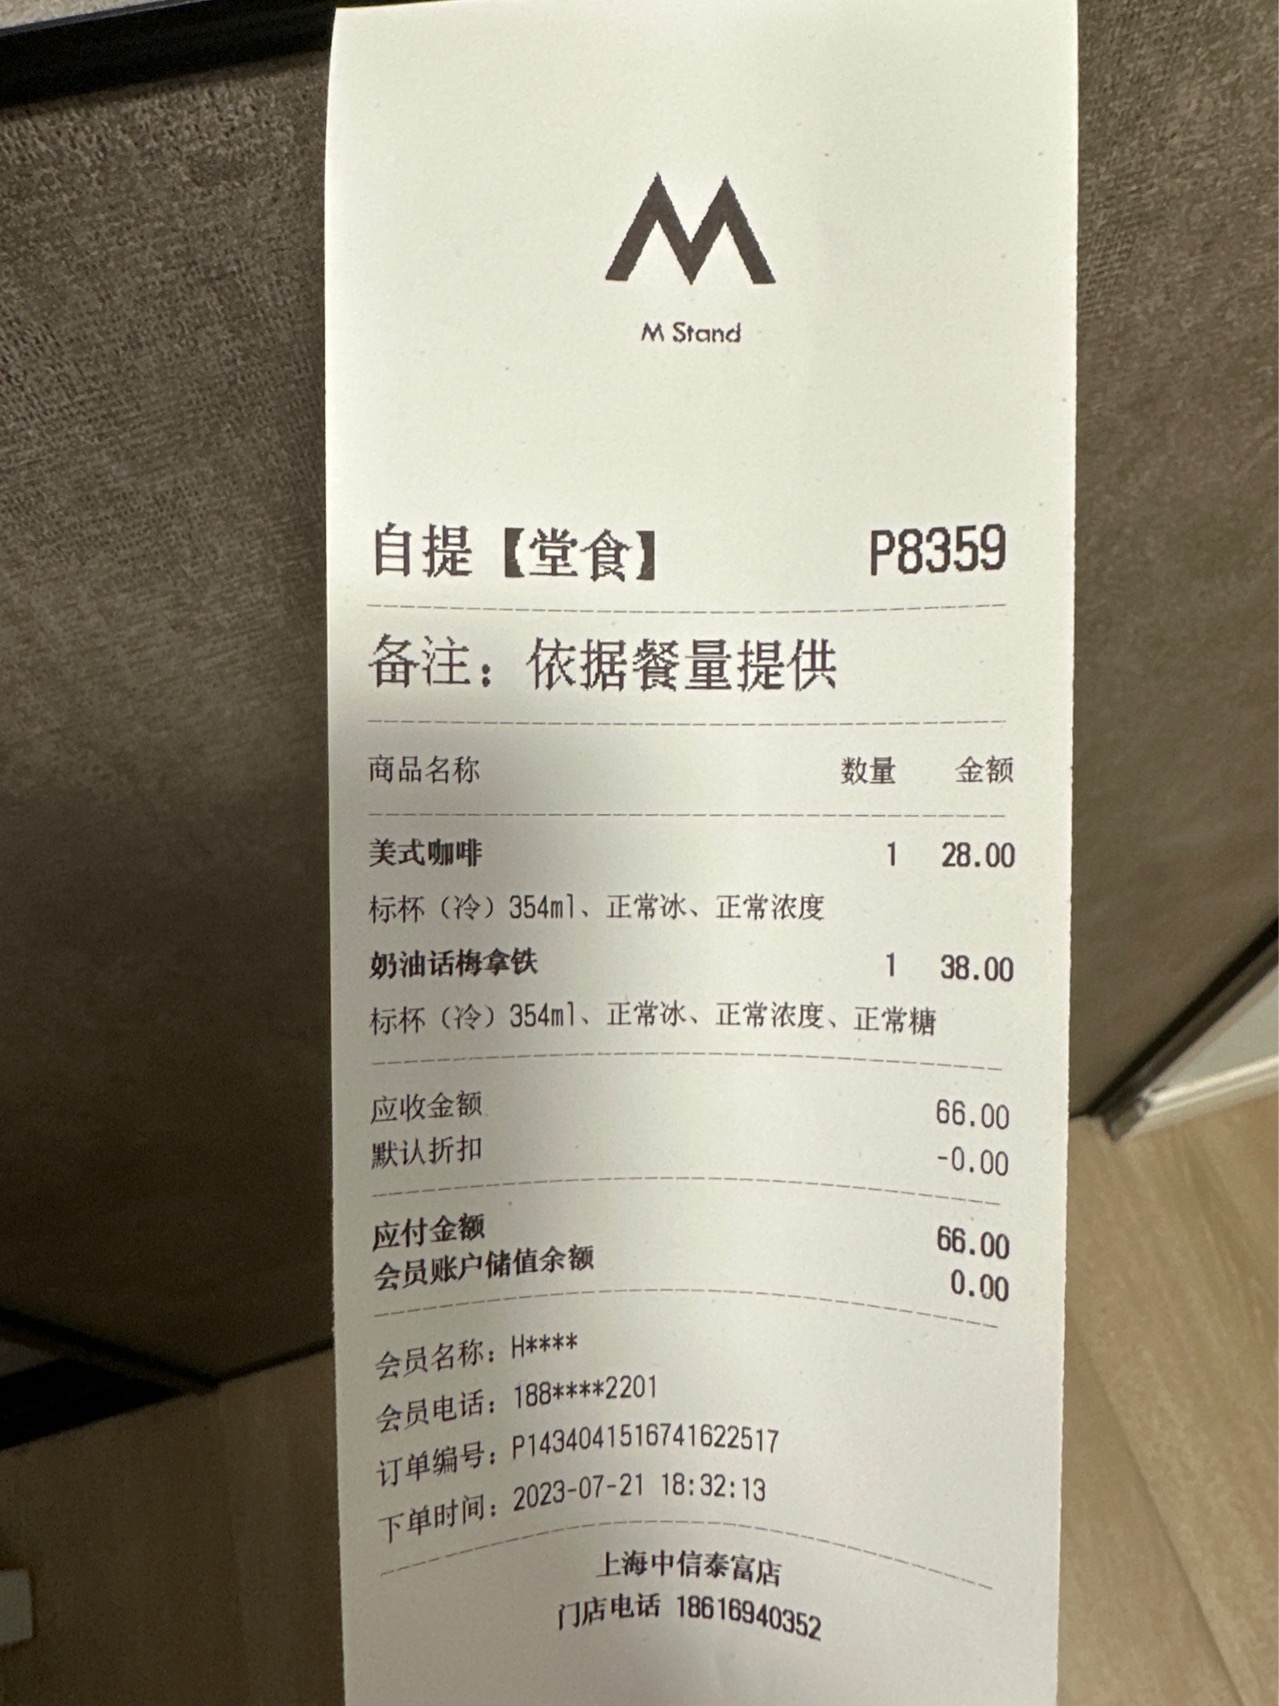 M Stand
自提【堂食】 P8359
备注：依据餐量提供
商品名称 数量 金额
美式咖啡 1 28.00
标杯（冷）354ml、正常冰、正常浓度
奶油话梅拿铁 1 38.00
标杯（冷）354ml、正常冰、正常浓度、正常糖
应收金额 66.00
默认折扣 -0.00
应付金额 66.00
会员账户储值余额 0.00
会员名称：H****
会员电话：188****2201
订单编号：P1434041516741622517
下单时间：2023-07-21 18:32:13
上海中信泰富店
门店电话 18616940352